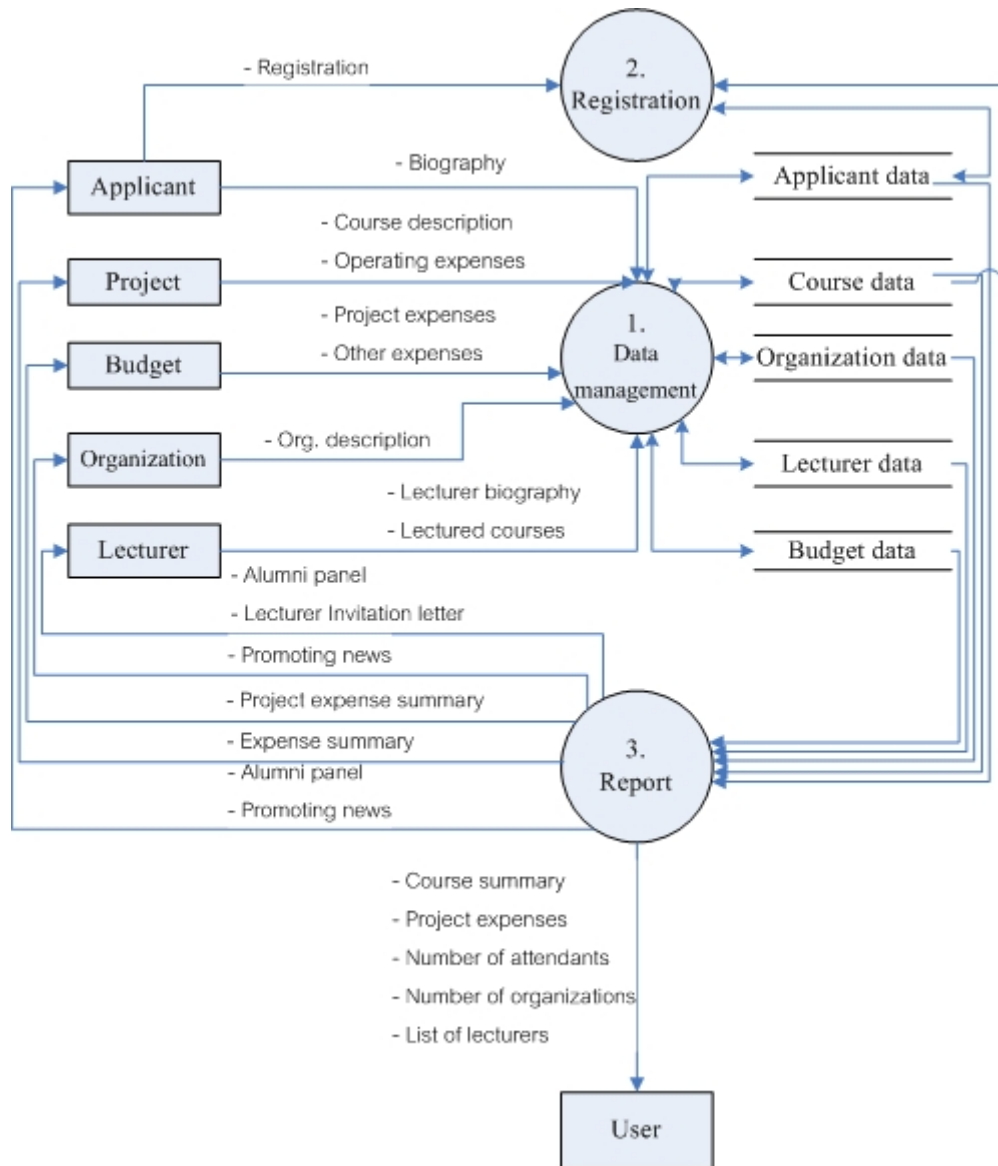 - Registration
2.
Registration
- Biography
Applicant
Applicant data
- Course description
- Operating expenses
Project
Course data
- Project expenses
- Other expenses
Budget
1.
Data
management
Organization data
- Org. description
Organization
Lecturer data
- Lecturer biography
- Lectured courses
Lecturer
Budget data
- Alumni panel
- Lecturer Invitation letter
- Promoting news
- Project expense summary
- Expense summary
- Alumni panel
- Promoting news
3.
Report
- Course summary
- Project expenses
- Number of attendants
- Number of organizations
- List of lecturers
User